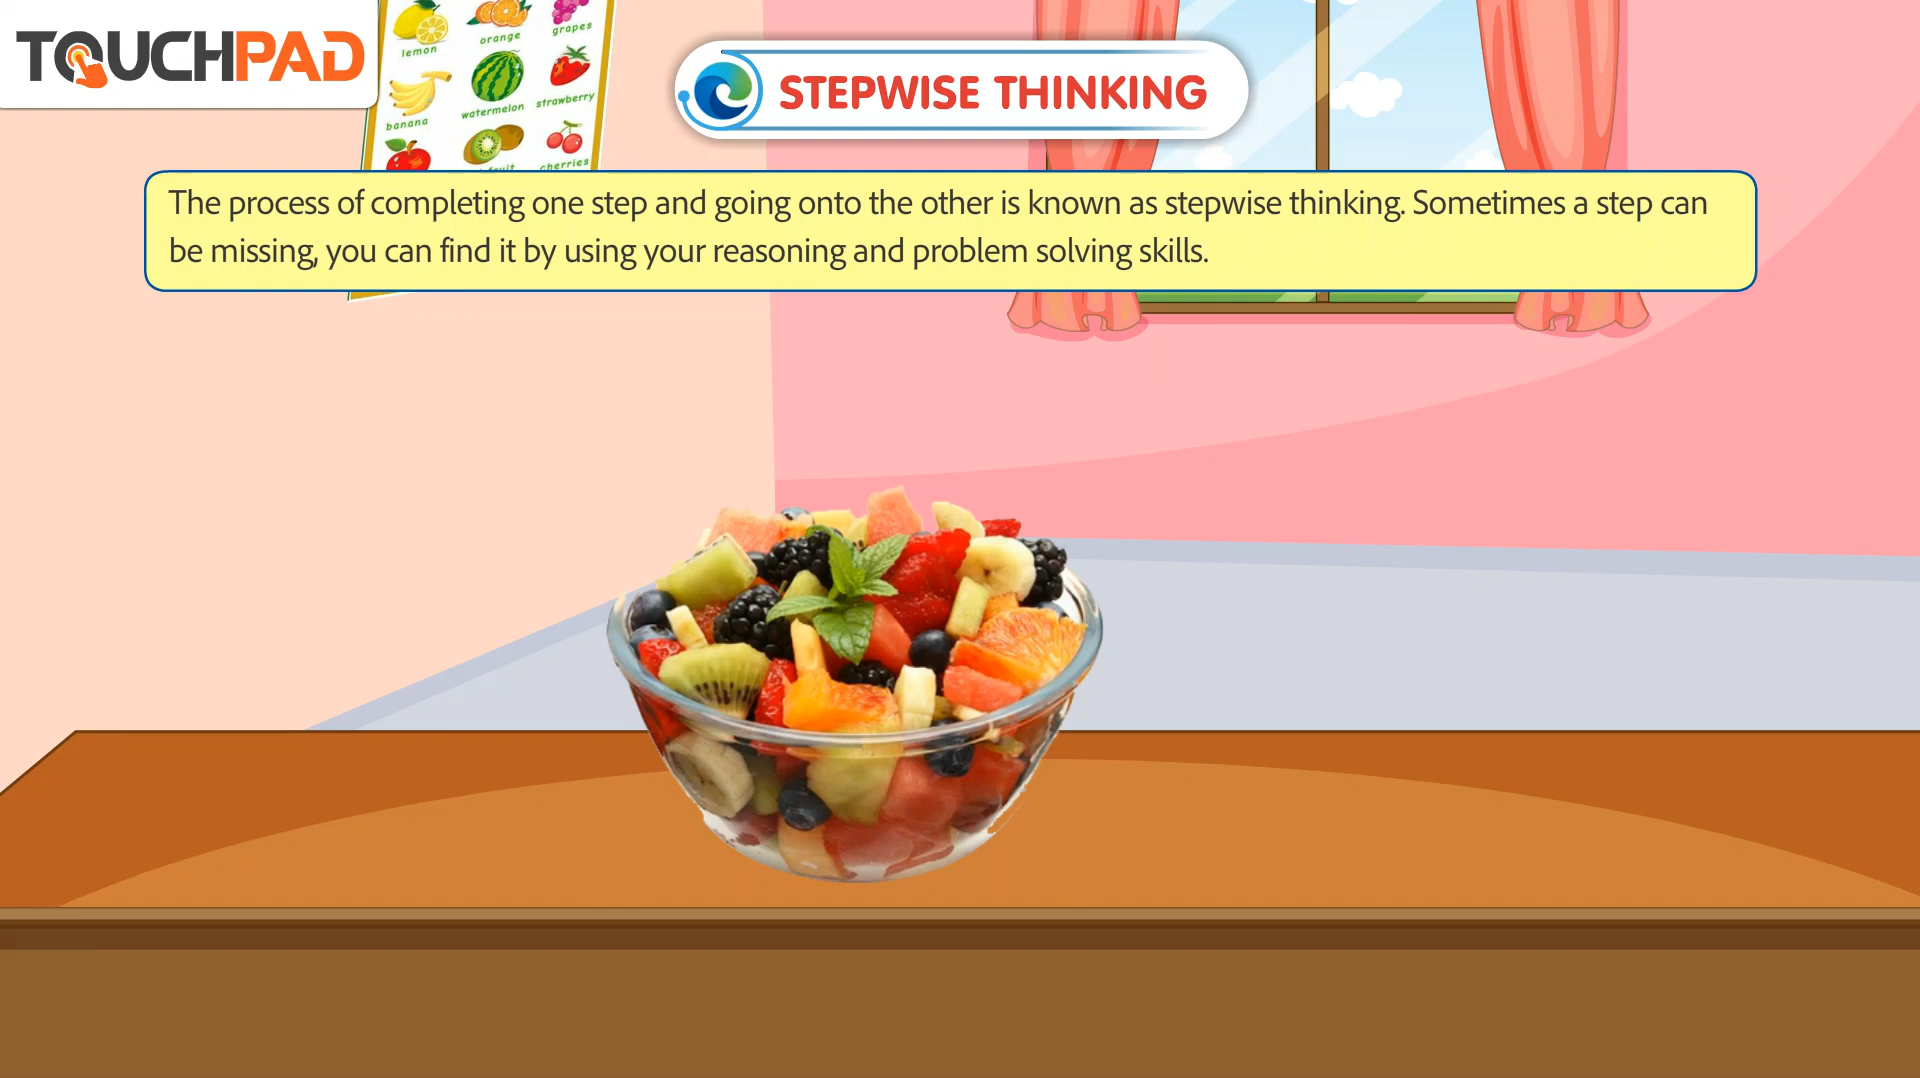 TOUCHPAD
lemon
orange
grapes
banana
watermelon
strawberry
fruit
cherries
STEPWISE THINKING
The process of completing one step and going onto the other is known as stepwise thinking. Sometimes a step can
be missing, you can find it by using your reasoning and problem solving skills.